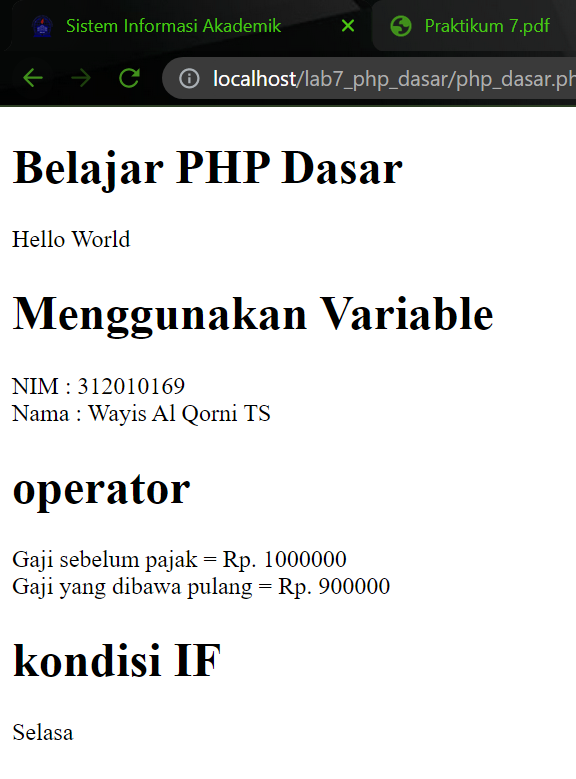 Sistem Informasi Akademik
Praktikum 7.pdf
localhost/lab7_php_dasar/php_dasar.ph
Belajar PHP Dasar
Hello World
Menggunakan Variable
NIM : 312010169
Nama : Wayis Al Qorni TS
operator
Gaji sebelum pajak = Rp. 1000000
Gaji yang dibawa pulang = Rp. 900000
kondisi IF
Selasa